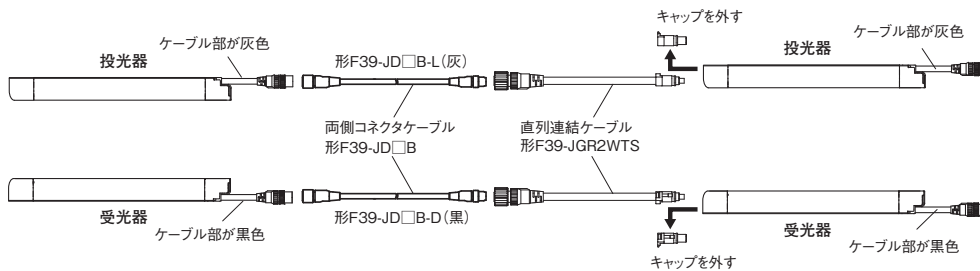 キャップを外す
ケーブル部が灰色
投光器
形F39-JD□B-L（灰）
投光器
ケーブル部が灰色
両側コネクタケーブル
形F39-JD□B
直列連結ケーブル
形F39-JGR2WTS
受光器
ケーブル部が黒色
形F39-JD□B-D（黒）
受光器
ケーブル部が黒色
キャップを外す